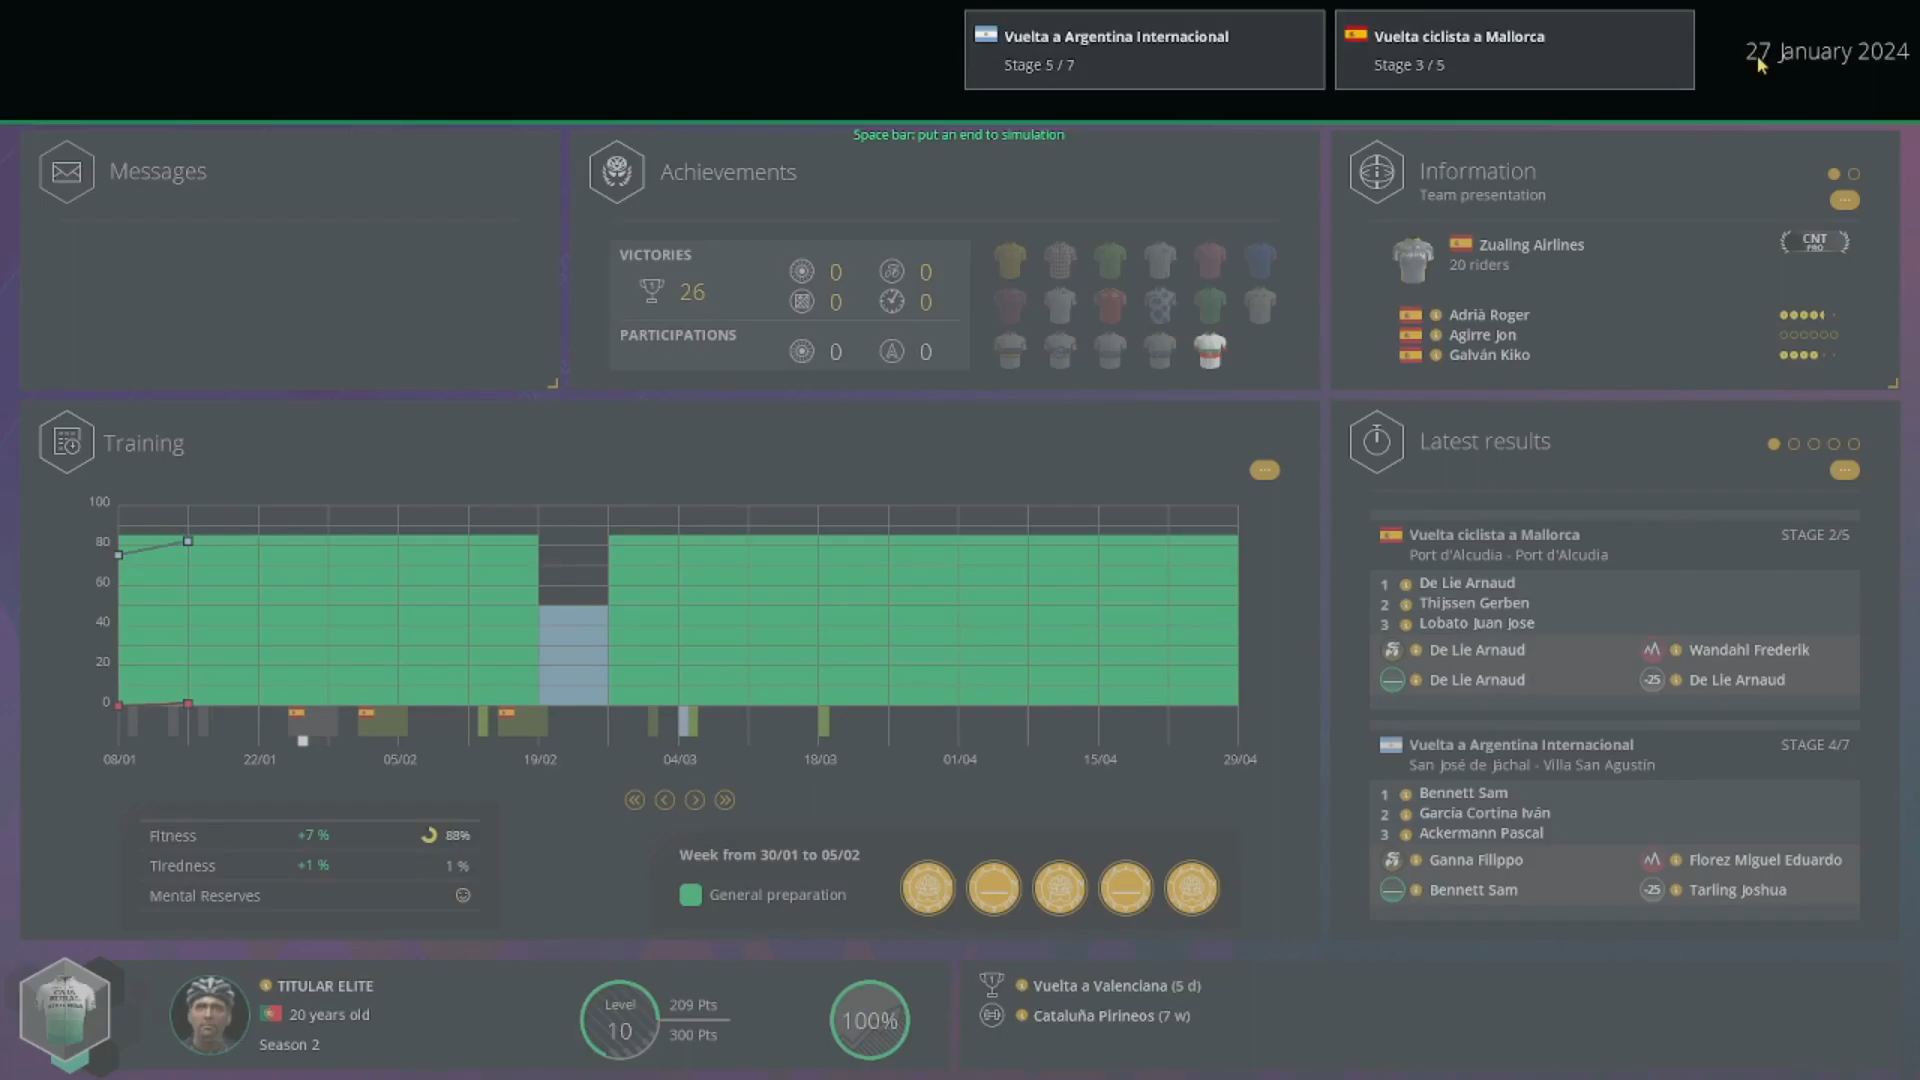 Vuelta a Argentina Internacional
Stage 5 / 7
Vuelta ciclista a Mallorca
Stage 3 / 5
27 January 2024
Space bar: put an end to simulation
Messages
Achievements
VICTORIES
26
0
0
0
0
PARTICIPATIONS
0
0
Information
Team presentation
Zualing Airlines
20 riders
CNT
PRO
Adrià Roger
Agirre Jon
Galván Kiko
Training
100
80
60
40
20
0
08/01 22/01 05/02 19/02 04/03 18/03 01/04 15/04 29/04
Fitness +7 % 88%
Tiredness +1 % 1 %
Mental Reserves
Week from 30/01 to 05/02
General preparation
Latest results
Vuelta ciclista a Mallorca STAGE 2/5
Port d'Alcudia - Port d'Alcudia
1 De Lie Arnaud
2 Thijssen Gerben
3 Lobato Juan Jose
De Lie Arnaud Wandahl Frederik
De Lie Arnaud -25 De Lie Arnaud
Vuelta a Argentina Internacional STAGE 4/7
San José de Jáchal - Villa San Agustín
1 Bennett Sam
2 García Cortina Iván
3 Ackermann Pascal
Ganna Filippo Florez Miguel Eduardo
Bennett Sam -25 Tarling Joshua
CAJA
RURAL
TITULAR ELITE
20 years old
Season 2
Level
10
209 Pts
300 Pts
100%
Vuelta a Valenciana (5 d)
Cataluña Pirineos (7 w)